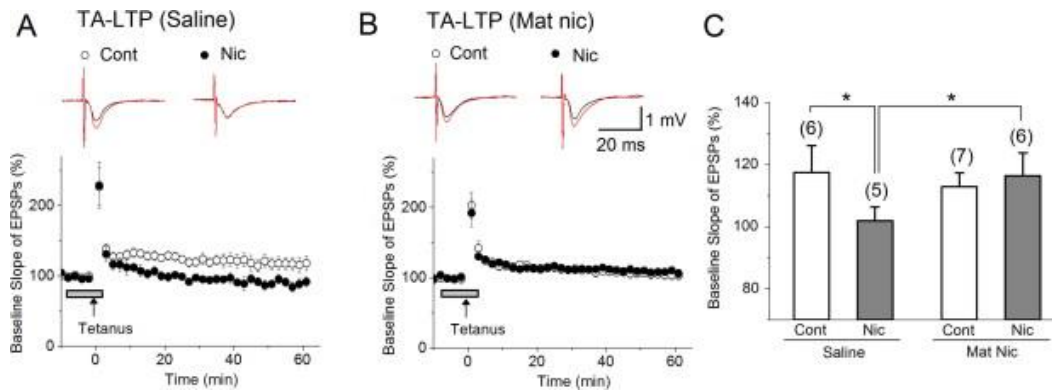 A
TA-LTP (Saline)
Cont
Nic
Baseline Slope of EPSPs (%)
200
100
0
Tetanus
0
20
40
60
Time (min)
B
TA-LTP (Mat nic)
Cont
Nic
1 mV
20 ms
Baseline Slope of EPSPs (%)
200
100
0
Tetanus
0
20
40
60
Time (min)
C
Baseline Slope of EPSPs (%)
140
120
100
80
*
*
(6)
(5)
(7)
(6)
Cont
Nic
Cont
Nic
Saline
Mat Nic